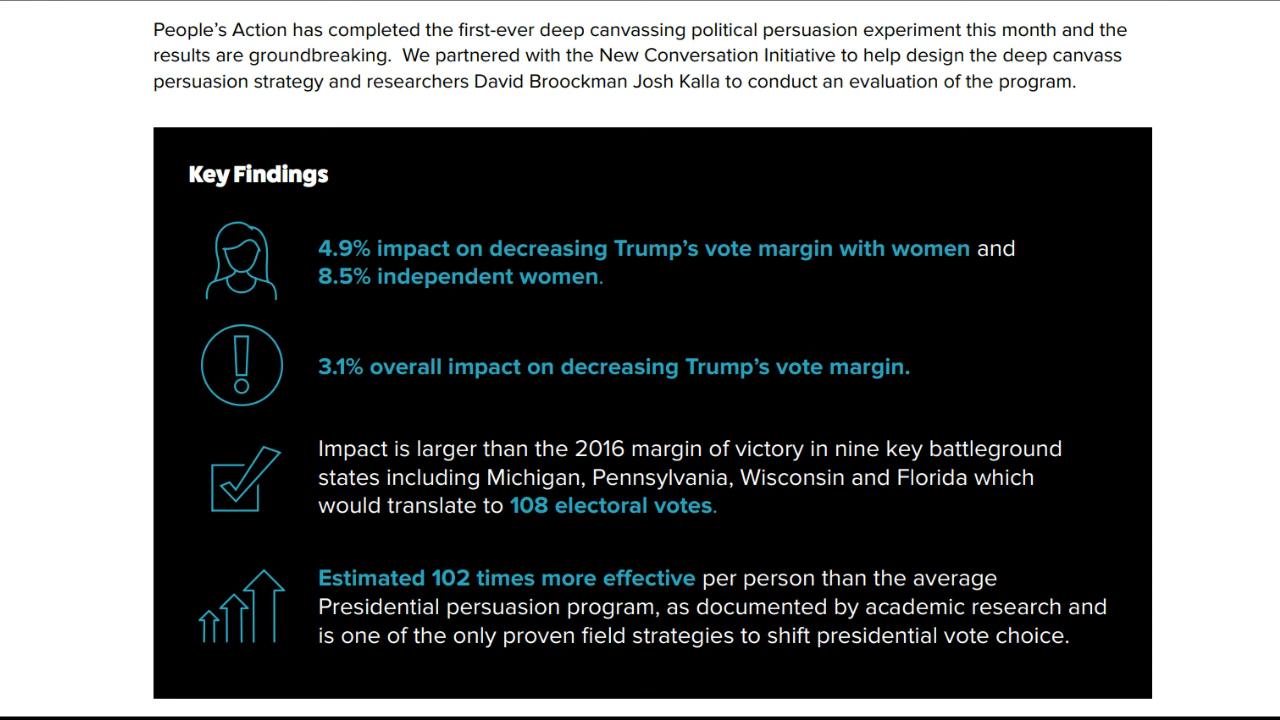 People's Action has completed the first-ever deep canvassing political persuasion experiment this month and the
results are groundbreaking.  We partnered with the New Conversation Initiative to help design the deep canvass
persuasion strategy and researchers David Broockman Josh Kalla to conduct an evaluation of the program.
Key Findings
4.9% impact on decreasing Trump's vote margin with women and
8.5% independent women.
3.1% overall impact on decreasing Trump's vote margin.
Impact is larger than the 2016 margin of victory in nine key battleground
states including Michigan, Pennsylvania, Wisconsin and Florida which
would translate to 108 electoral votes.
Estimated 102 times more effective per person than the average
Presidential persuasion program, as documented by academic research and
is one of the only proven field strategies to shift presidential vote choice.